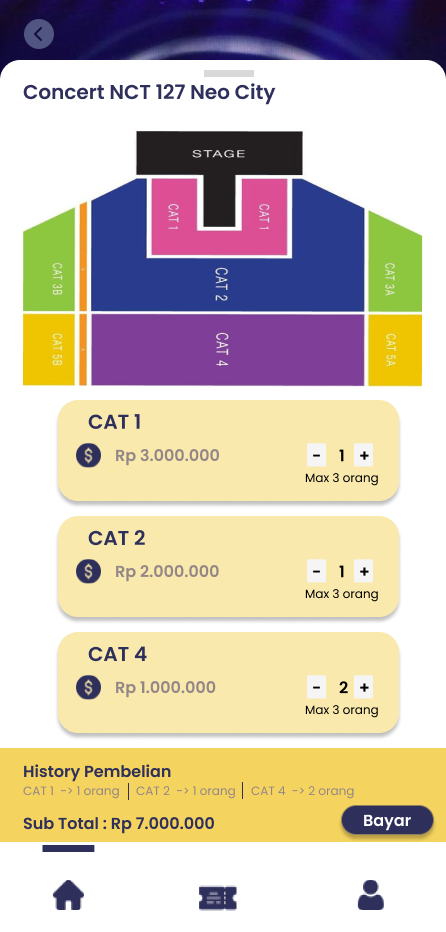 Concert NCT 127 Neo City
STAGE
CAT 1
CAT 1
CAT 3B
CAT 2
CAT 3A
CAT 5B
CAT 4
CAT 5A
CAT 1
$ Rp 3.000.000
- 1 +
Max 3 orang
CAT 2
$ Rp 2.000.000
- 1 +
Max 3 orang
CAT 4
$ Rp 1.000.000
- 2 +
Max 3 orang
History Pembelian
CAT 1 -> 1 orang | CAT 2 -> 1 orang | CAT 4 -> 2 orang
Sub Total : Rp 7.000.000
Bayar